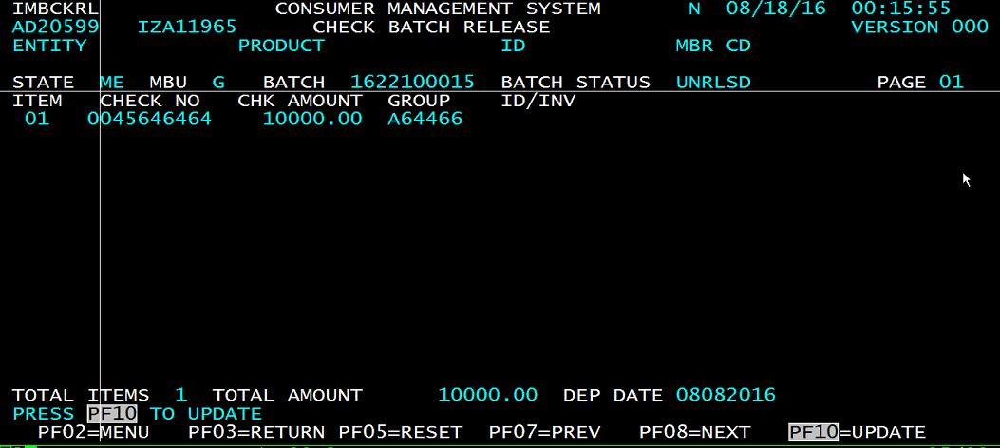 IMBCKRL CONSUMER MANAGEMENT SYSTEM N 08/18/16 00:15:55
AD20599 IZA11965 CHECK BATCH RELEASE VERSION 000
ENTITY PRODUCT ID MBR CD
STATE ME MBU G BATCH 1622100015 BATCH STATUS UNRLSD PAGE 01
ITEM CHECK NO CHK AMOUNT GROUP ID/INV
01 0045646464 10000.00 A64466
TOTAL ITEMS 1 TOTAL AMOUNT 10000.00 DEP DATE 08082016
PRESS PF10 TO UPDATE
PF02=MENU PF03=RETURN PF05=RESET PF07=PREV PF08=NEXT PF10=UPDATE